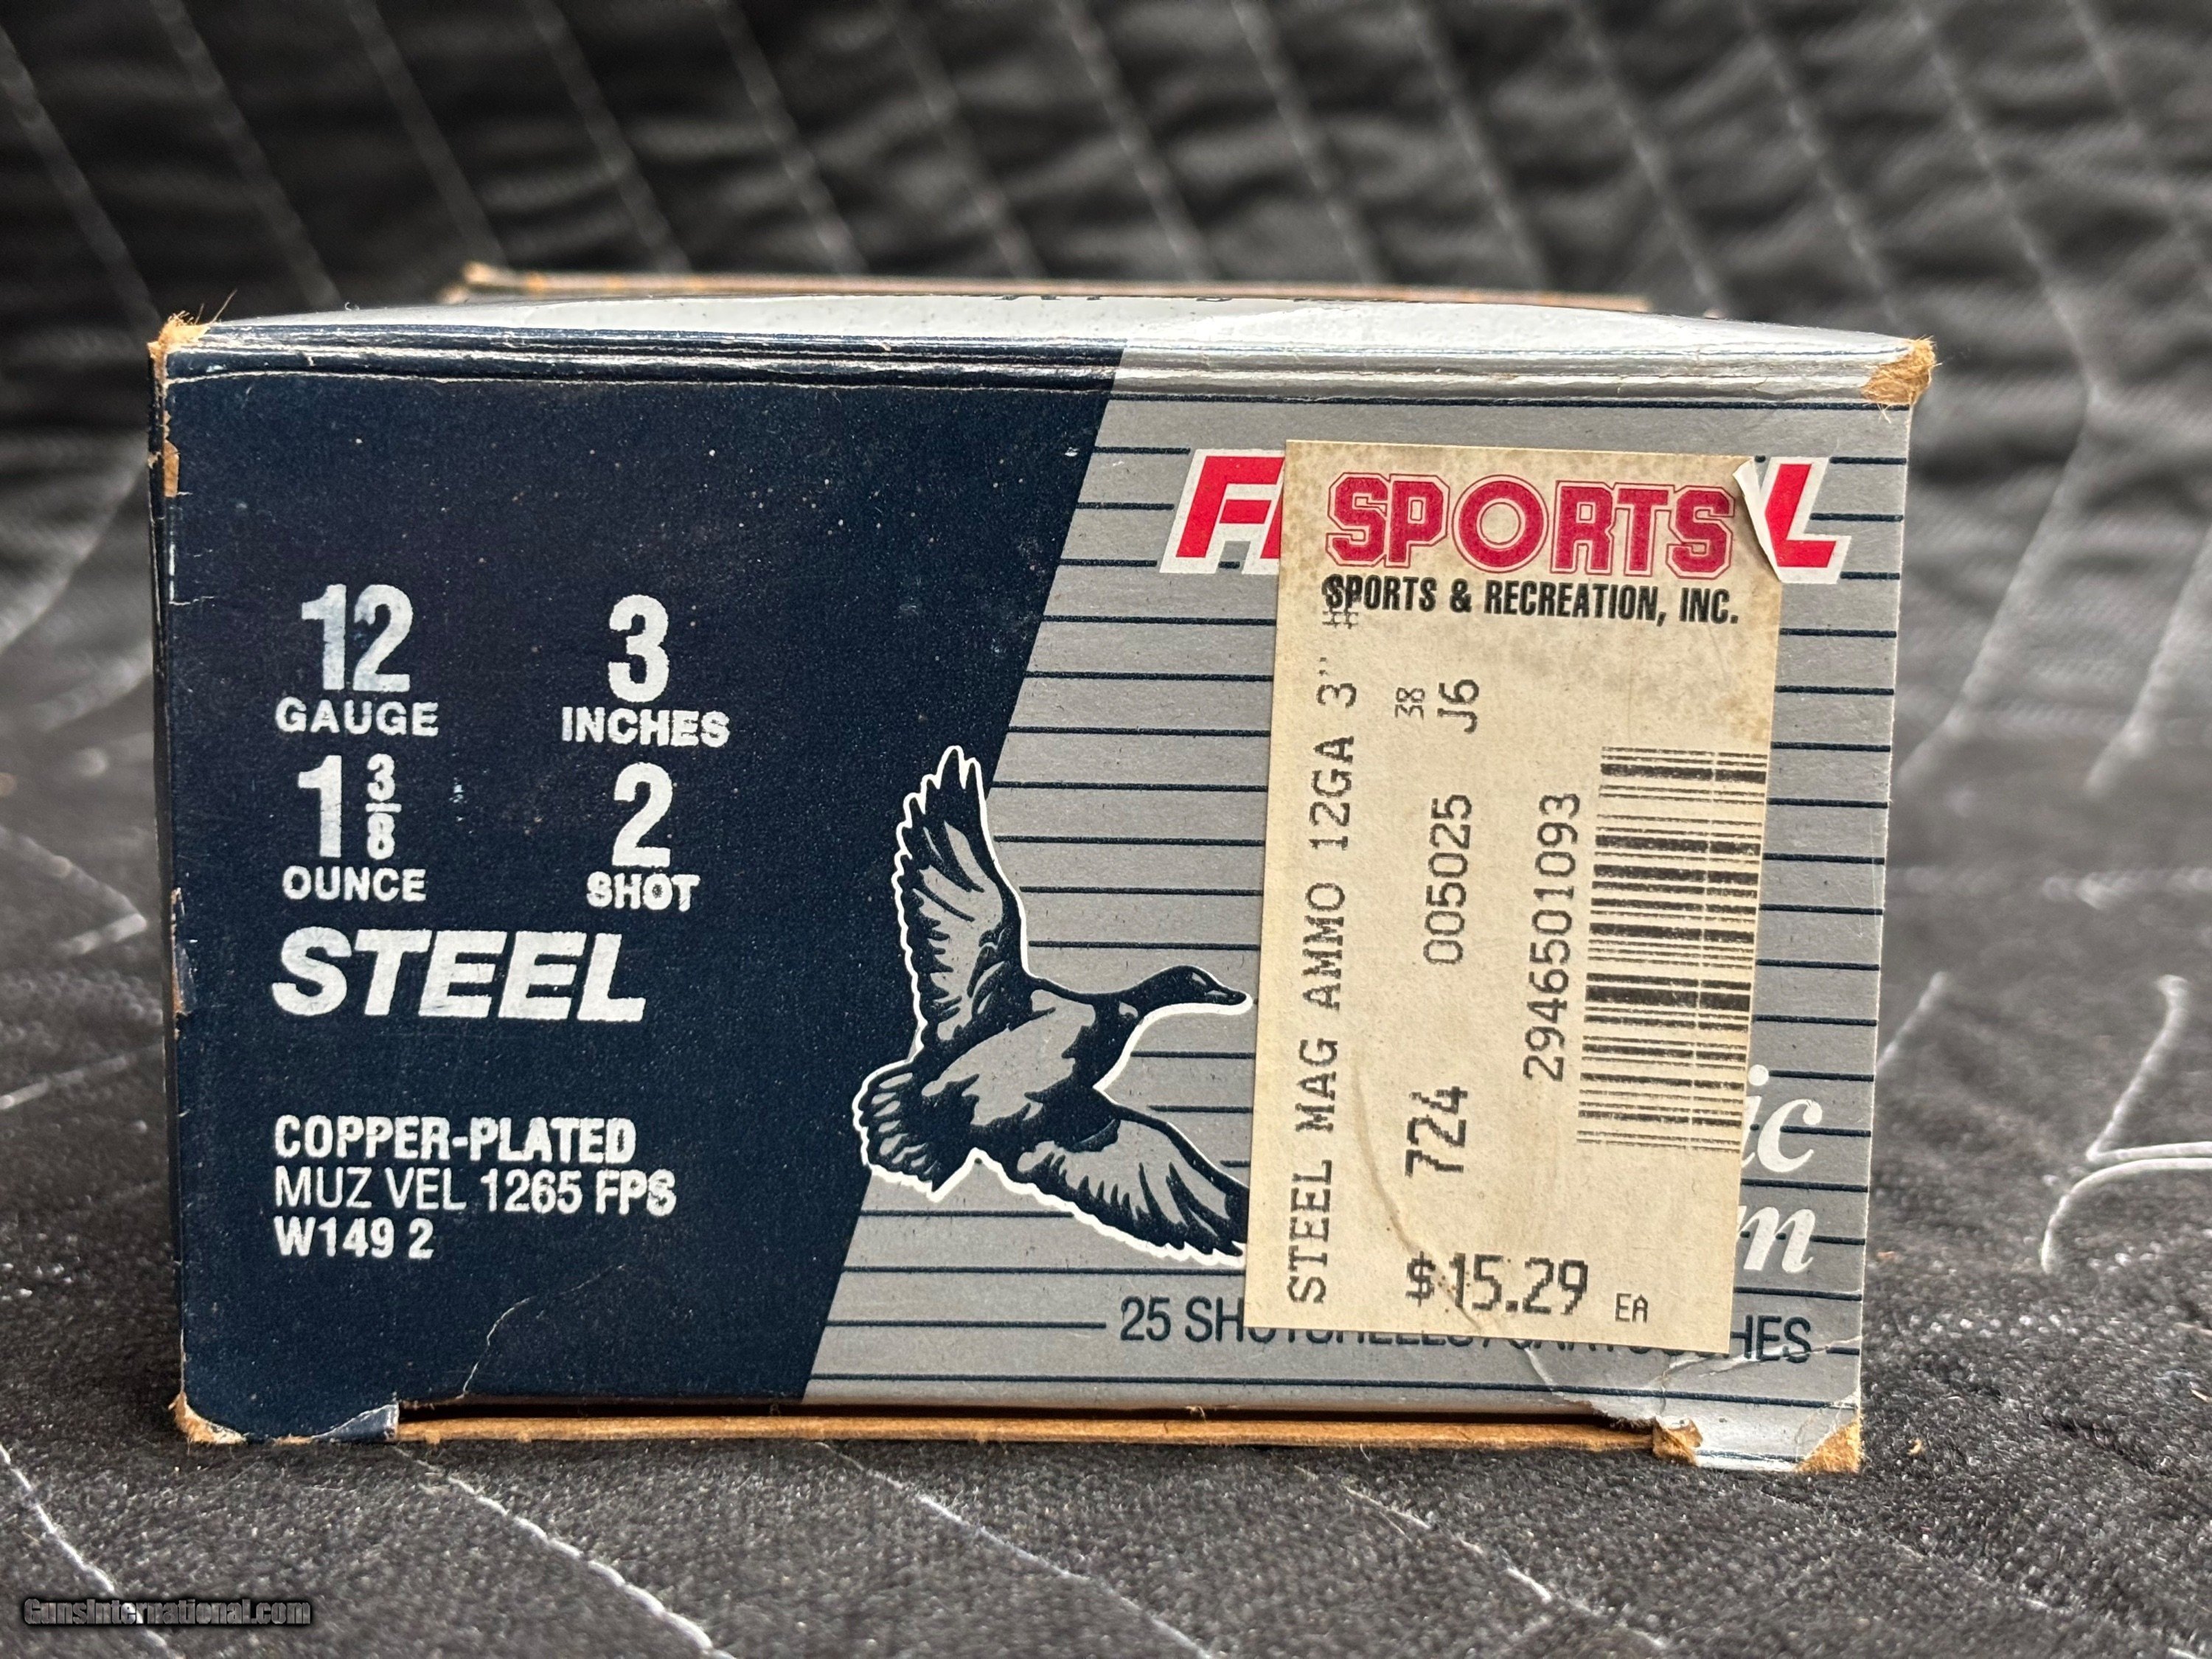 12 GAUGE
3 INCHES
1 3/8 OUNCE
2 SHOT
STEEL
COPPER-PLATED
MUZ VEL 1265 FPS
W149 2
SPORTS
SPORTS & RECREATION, INC.
STEEL MAG AMMO 12GA 3" #
38
J6
005025
724
2946501093
$15.29 EA
25 SHOTSHELLS
GunsInternational.com